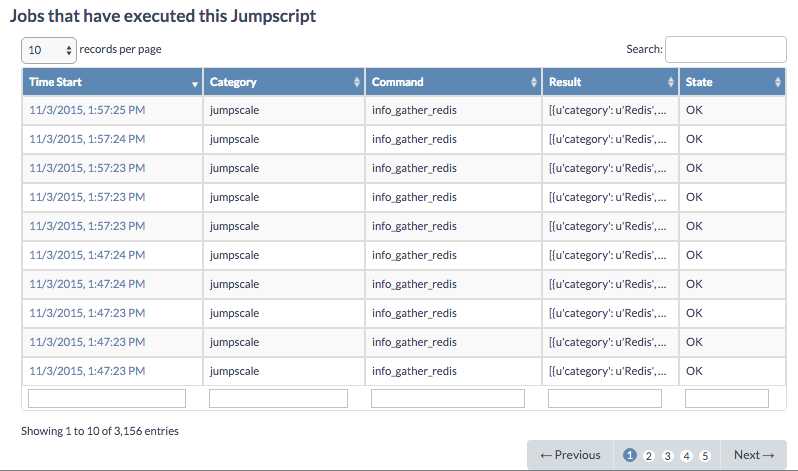 Jobs that have executed this Jumpscript
10 records per page Search:
Time Start Category Command Result State
11/3/2015, 1:57:25 PM jumpscale info_gather_redis [{u'category': u'Redis', ... OK
11/3/2015, 1:57:24 PM jumpscale info_gather_redis [{u'category': u'Redis', ... OK
11/3/2015, 1:57:23 PM jumpscale info_gather_redis [{u'category': u'Redis', ... OK
11/3/2015, 1:57:23 PM jumpscale info_gather_redis [{u'category': u'Redis', ... OK
11/3/2015, 1:57:23 PM jumpscale info_gather_redis [{u'category': u'Redis', ... OK
11/3/2015, 1:47:24 PM jumpscale info_gather_redis [{u'category': u'Redis', ... OK
11/3/2015, 1:47:24 PM jumpscale info_gather_redis [{u'category': u'Redis', ... OK
11/3/2015, 1:47:23 PM jumpscale info_gather_redis [{u'category': u'Redis', ... OK
11/3/2015, 1:47:23 PM jumpscale info_gather_redis [{u'category': u'Redis', ... OK
11/3/2015, 1:47:23 PM jumpscale info_gather_redis [{u'category': u'Redis', ... OK
Showing 1 to 10 of 3,156 entries
← Previous 1 2 3 4 5 Next →